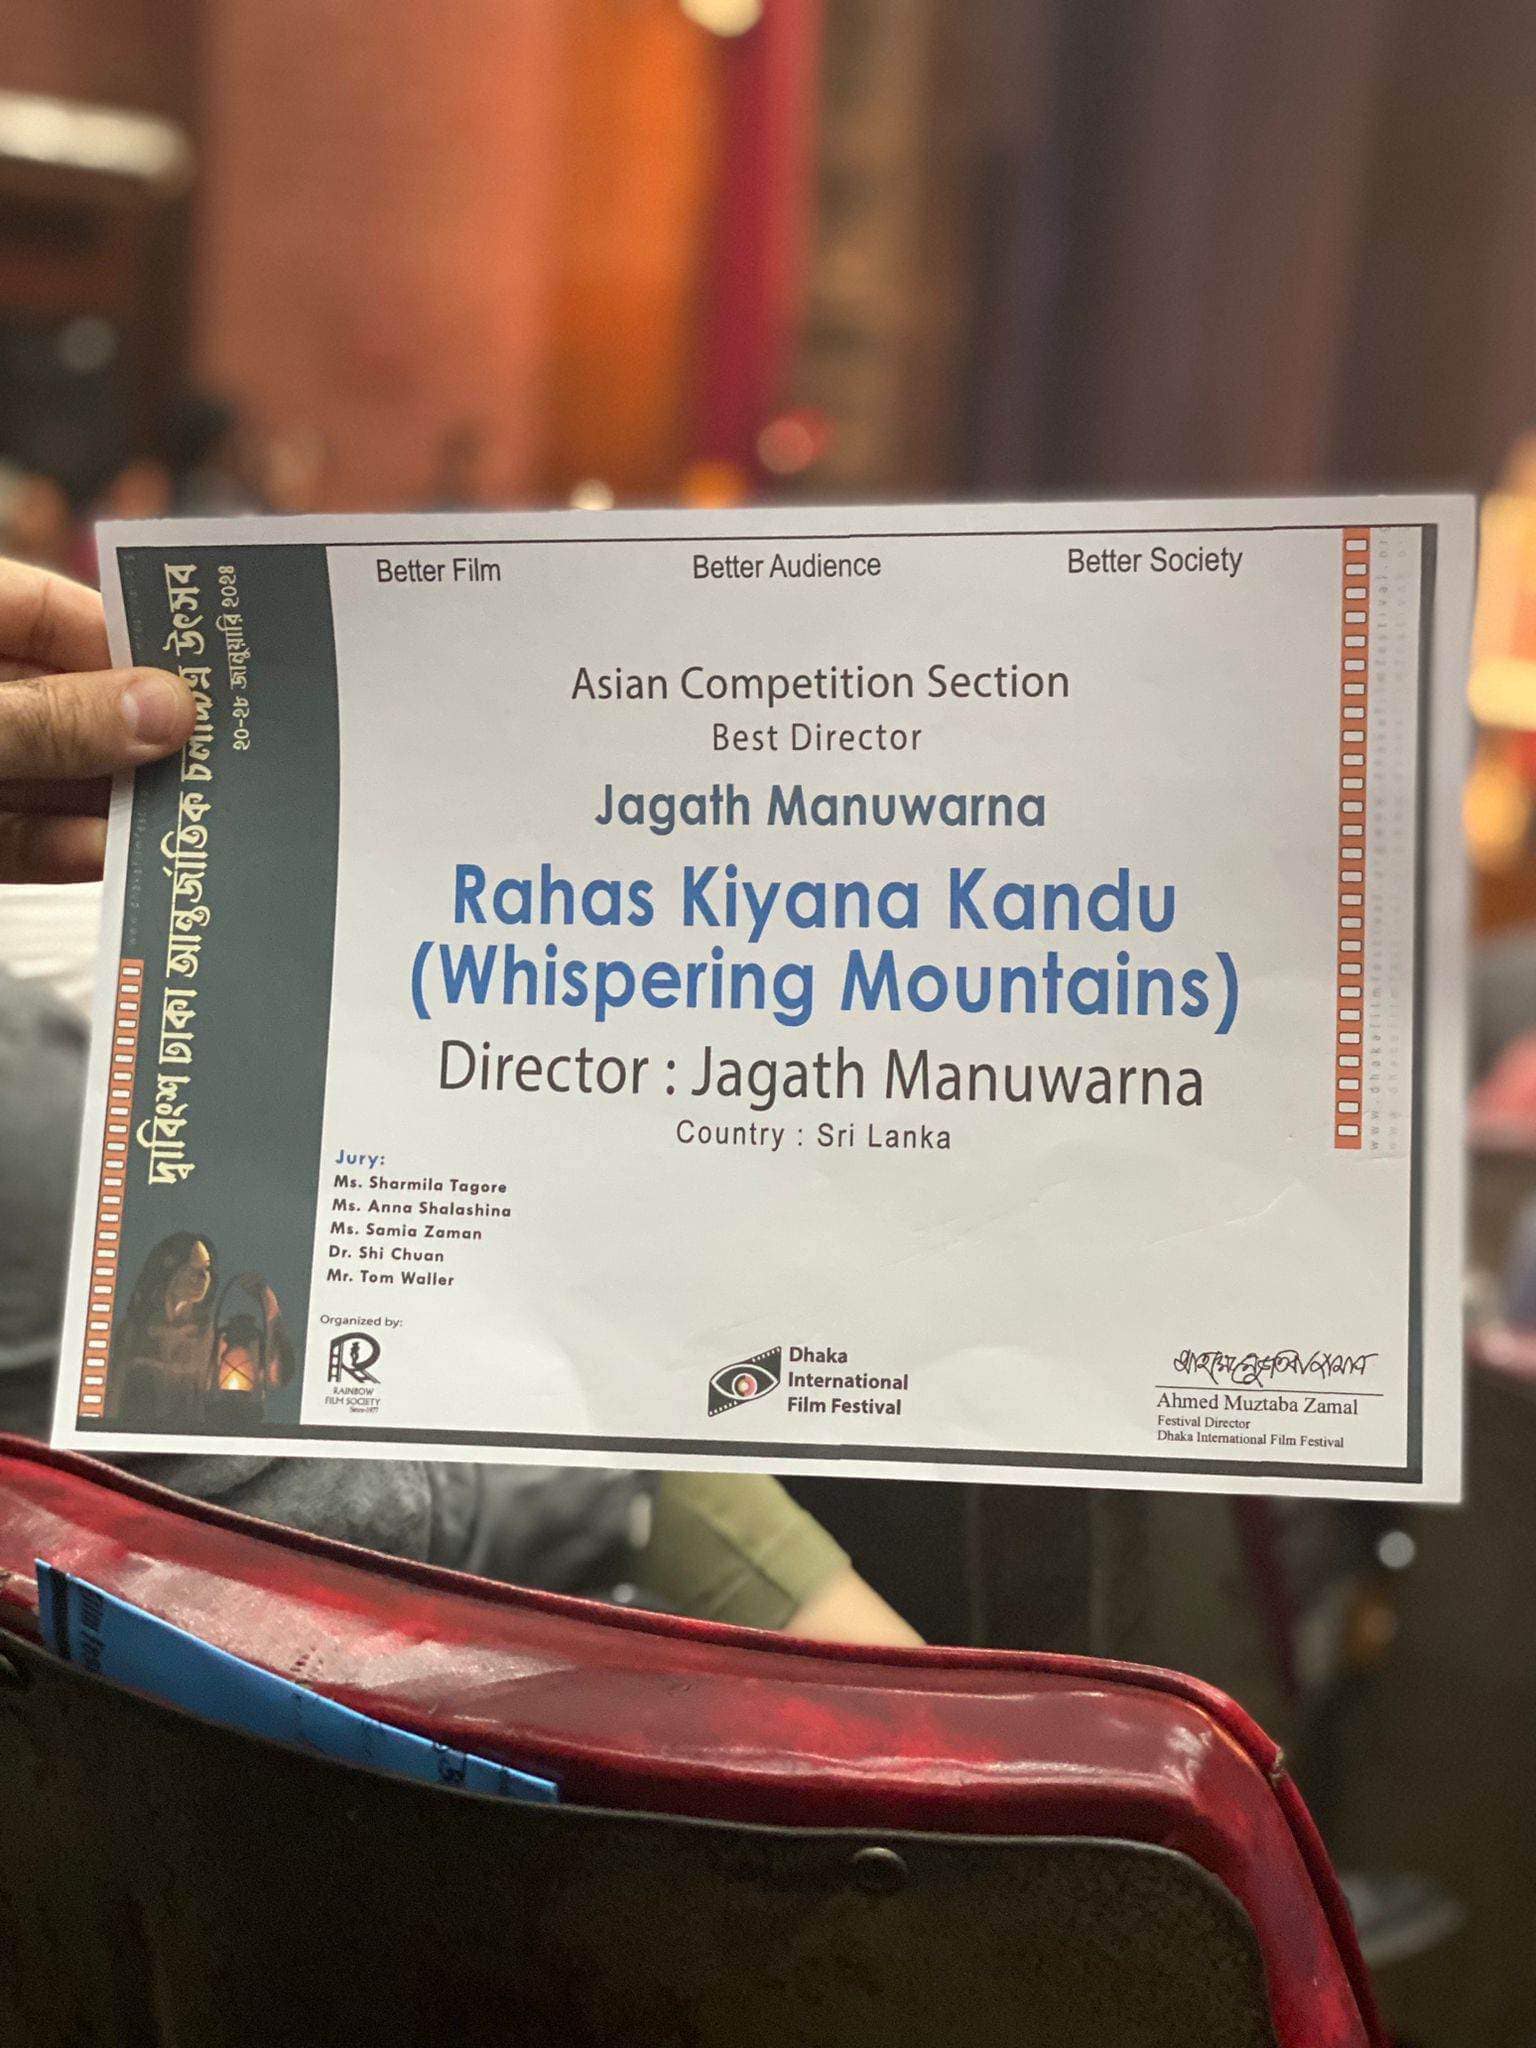 Better Film
Better Audience
Better Society
দ্বাবিংশ ঢাকা আন্তর্জাতিক চলচ্চিত্র উৎসব
২০-২৮ জানুয়ারি ২০২৪
Asian Competition Section
Best Director
Jagath Manuwarna
Rahas Kiyana Kandu
(Whispering Mountains)
Director : Jagath Manuwarna
Country : Sri Lanka
Jury:
Ms. Sharmila Tagore
Ms. Anna Shalashina
Ms. Samia Zaman
Dr. Shi Chuan
Mr. Tom Waller
Organized by:
R
RAINBOW
FILM SOCIETY
Since-1977
Dhaka
International
Film Festival
Ahmed Muztaba Zamal
Festival Director
Dhaka International Film Festival